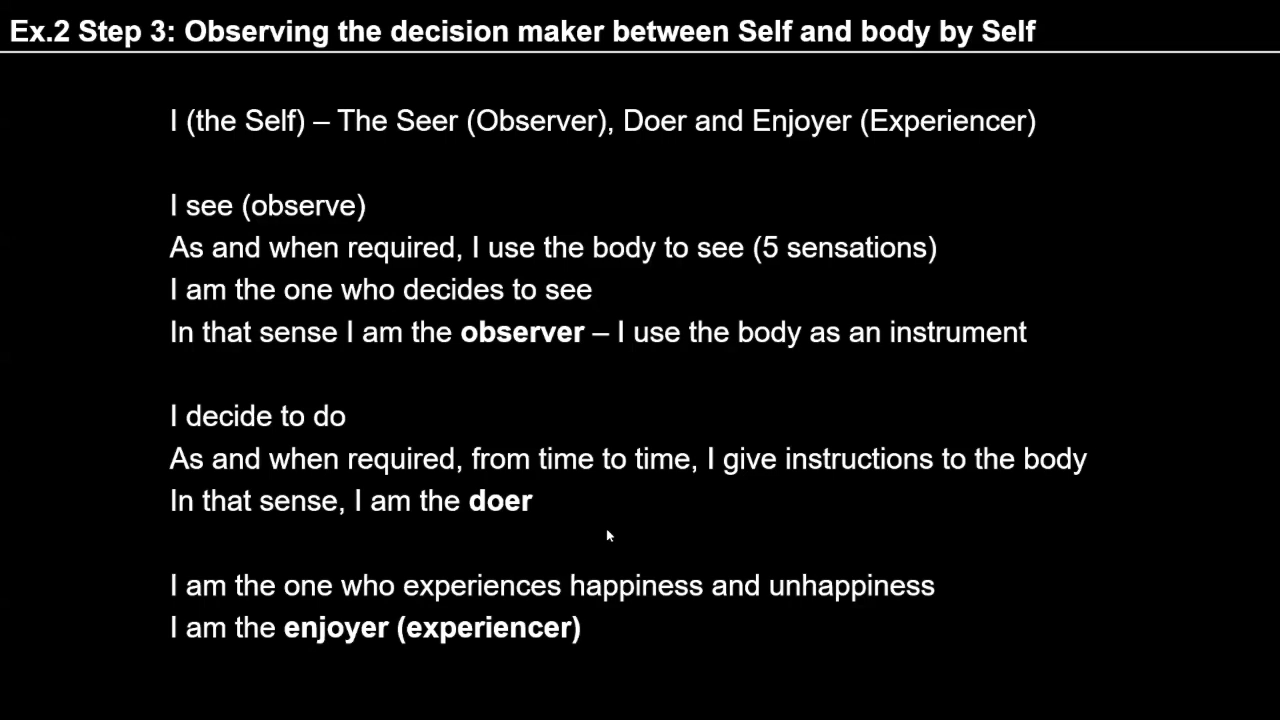 Ex.2 Step 3: Observing the decision maker between Self and body by Self
I (the Self) – The Seer (Observer), Doer and Enjoyer (Experiencer)
I see (observe)
As and when required, I use the body to see (5 sensations)
I am the one who decides to see
In that sense I am the observer – I use the body as an instrument
I decide to do
As and when required, from time to time, I give instructions to the body
In that sense, I am the doer
I am the one who experiences happiness and unhappiness
I am the enjoyer (experiencer)